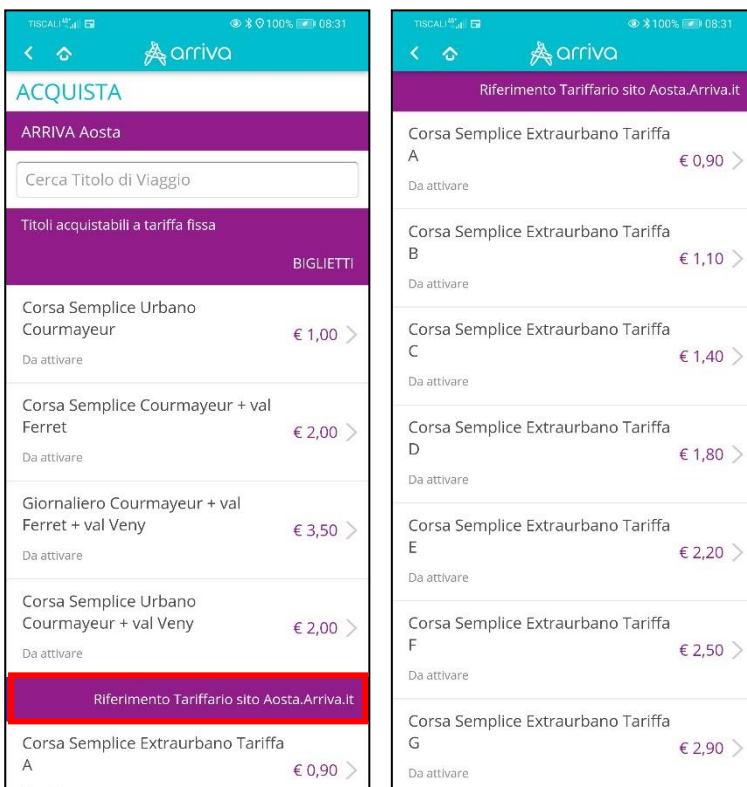 TISCALI 100% 08:31
arriva
ACQUISTA
ARRIVA Aosta
Cerca Titolo di Viaggio
Titoli acquistabili a tariffa fissa
BIGLIETTI
Corsa Semplice Urbano
Courmayeur
€ 1,00
Da attivare
Corsa Semplice Courmayeur + val
Ferret
€ 2,00
Da attivare
Giornaliero Courmayeur + val
Ferret + val Veny
€ 3,50
Da attivare
Corsa Semplice Urbano
Courmayeur + val Veny
€ 2,00
Da attivare
Riferimento Tariffario sito Aosta.Arriva.it
Corsa Semplice Extraurbano Tariffa
A
€ 0,90
TISCALI 100% 08:31
arriva
Riferimento Tariffario sito Aosta.Arriva.it
Corsa Semplice Extraurbano Tariffa
A
€ 0,90
Da attivare
Corsa Semplice Extraurbano Tariffa
B
€ 1,10
Da attivare
Corsa Semplice Extraurbano Tariffa
C
€ 1,40
Da attivare
Corsa Semplice Extraurbano Tariffa
D
€ 1,80
Da attivare
Corsa Semplice Extraurbano Tariffa
E
€ 2,20
Da attivare
Corsa Semplice Extraurbano Tariffa
F
€ 2,50
Da attivare
Corsa Semplice Extraurbano Tariffa
G
€ 2,90
Da attivare